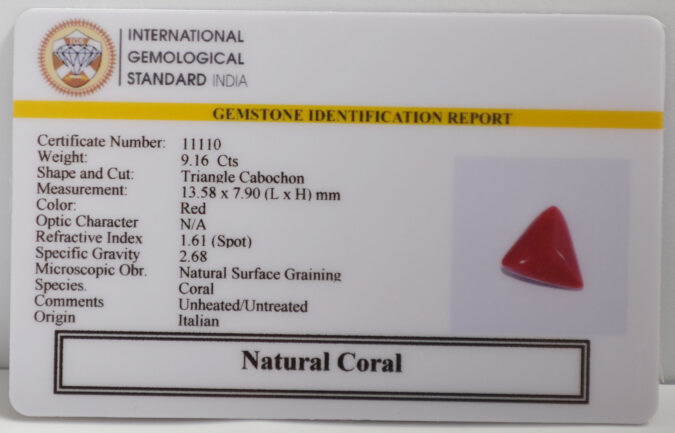 IGS
INTERNATIONAL
GEMOLOGICAL
STANDARD INDIA
GEMSTONE IDENTIFICATION REPORT
Certificate Number: 11110
Weight: 9.16 Cts
Shape and Cut: Triangle Cabochon
Measurement: 13.58 x 7.90 (L x H) mm
Color: Red
Optic Character N/A
Refractive Index 1.61 (Spot)
Specific Gravity 2.68
Microscopic Obr. Natural Surface Graining
Species. Coral
Comments Unheated/Untreated
Origin Italian
Natural Coral